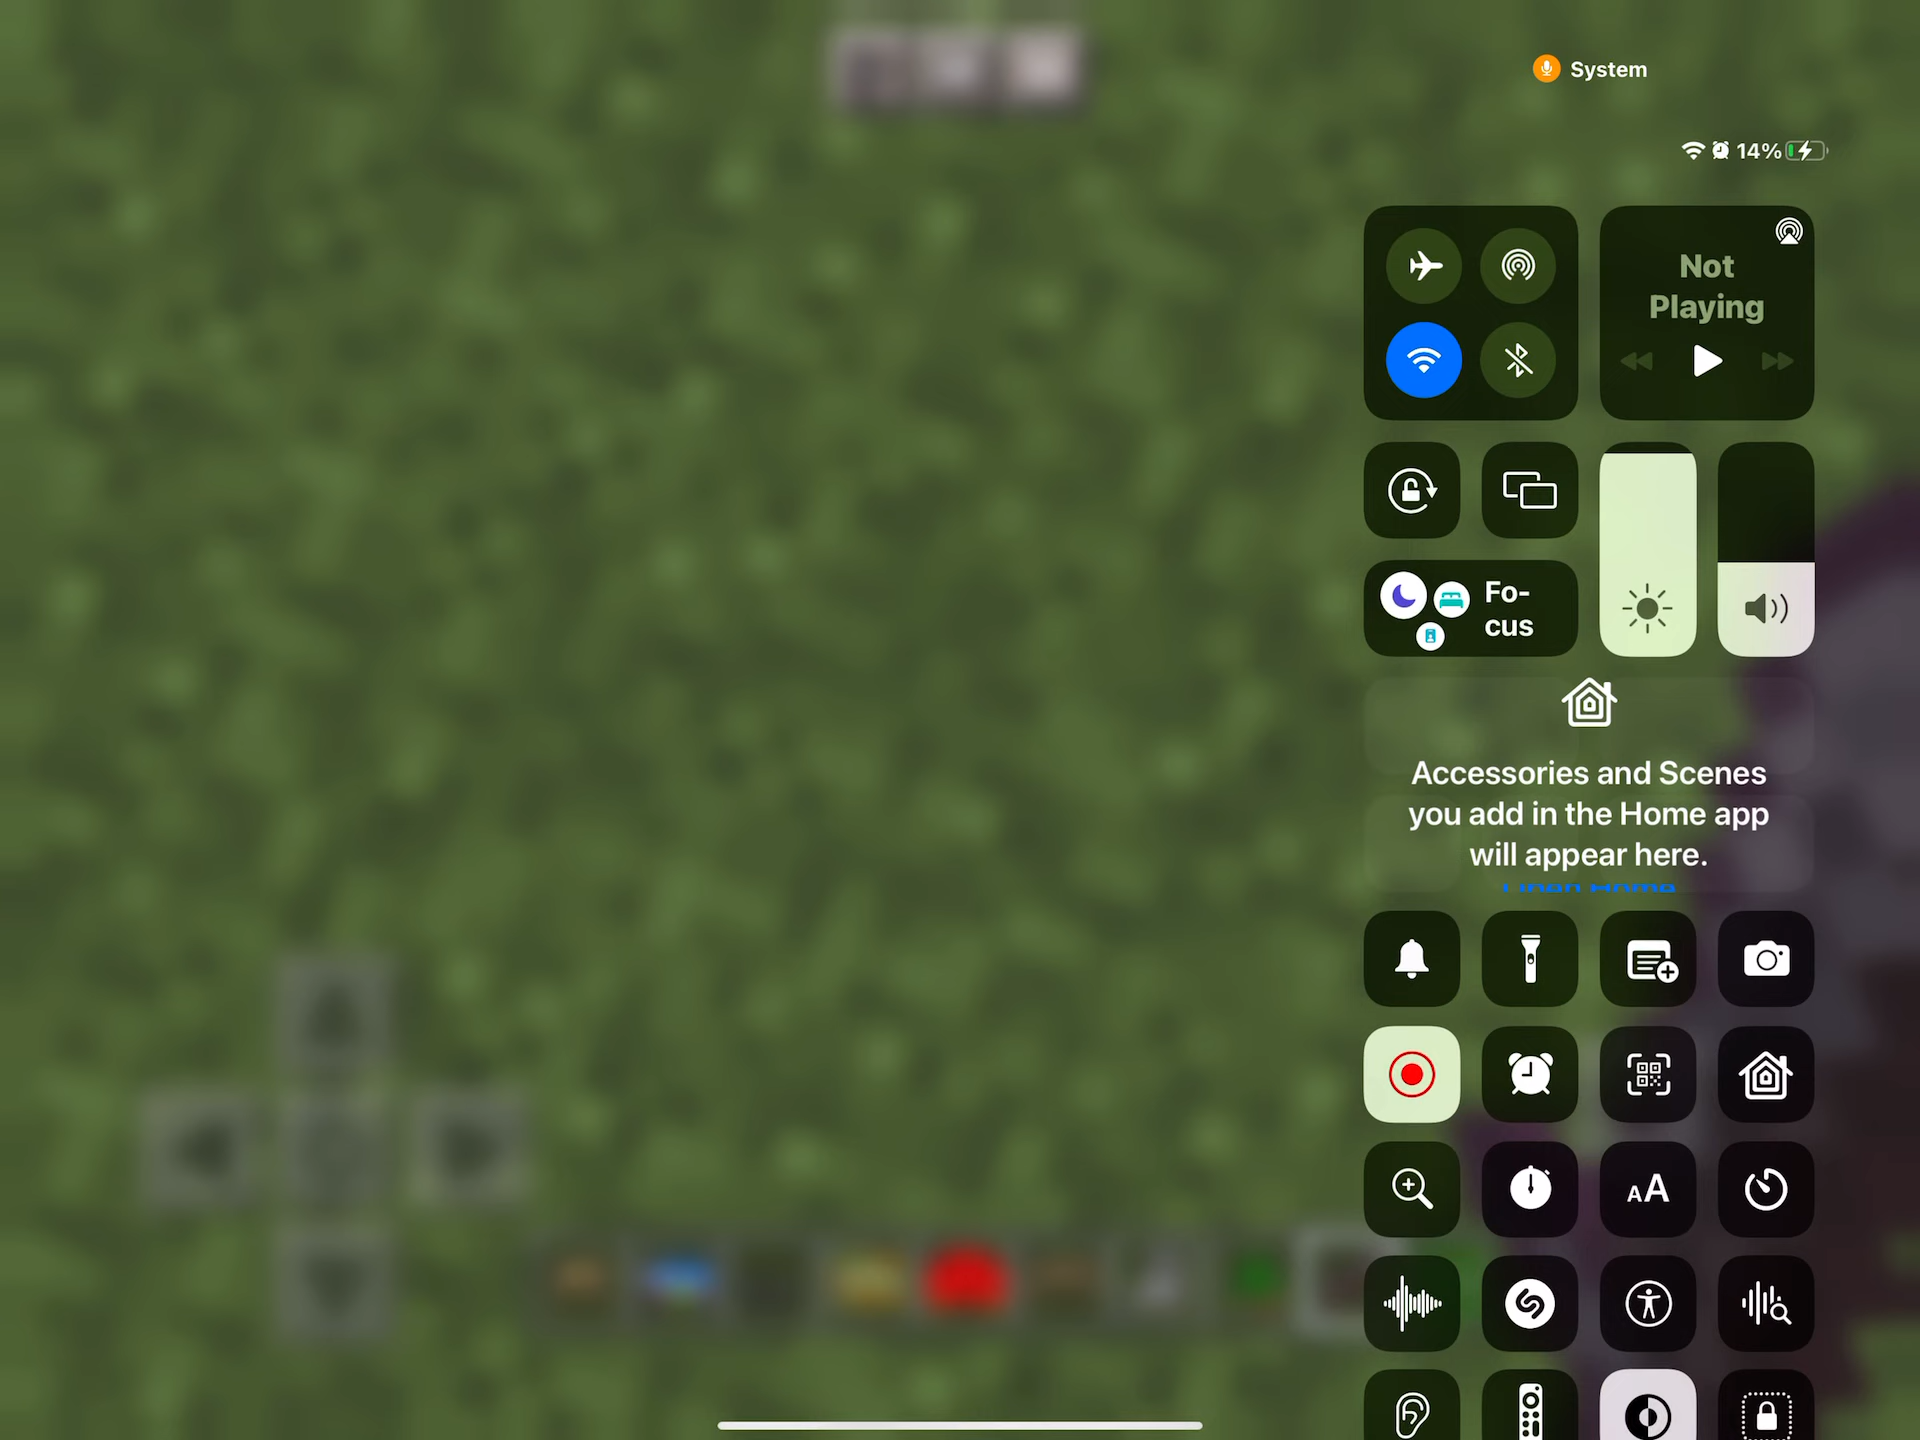 System
14%
Not
Playing
Fo-
cus
Accessories and Scenes
you add in the Home app
will appear here.
AA